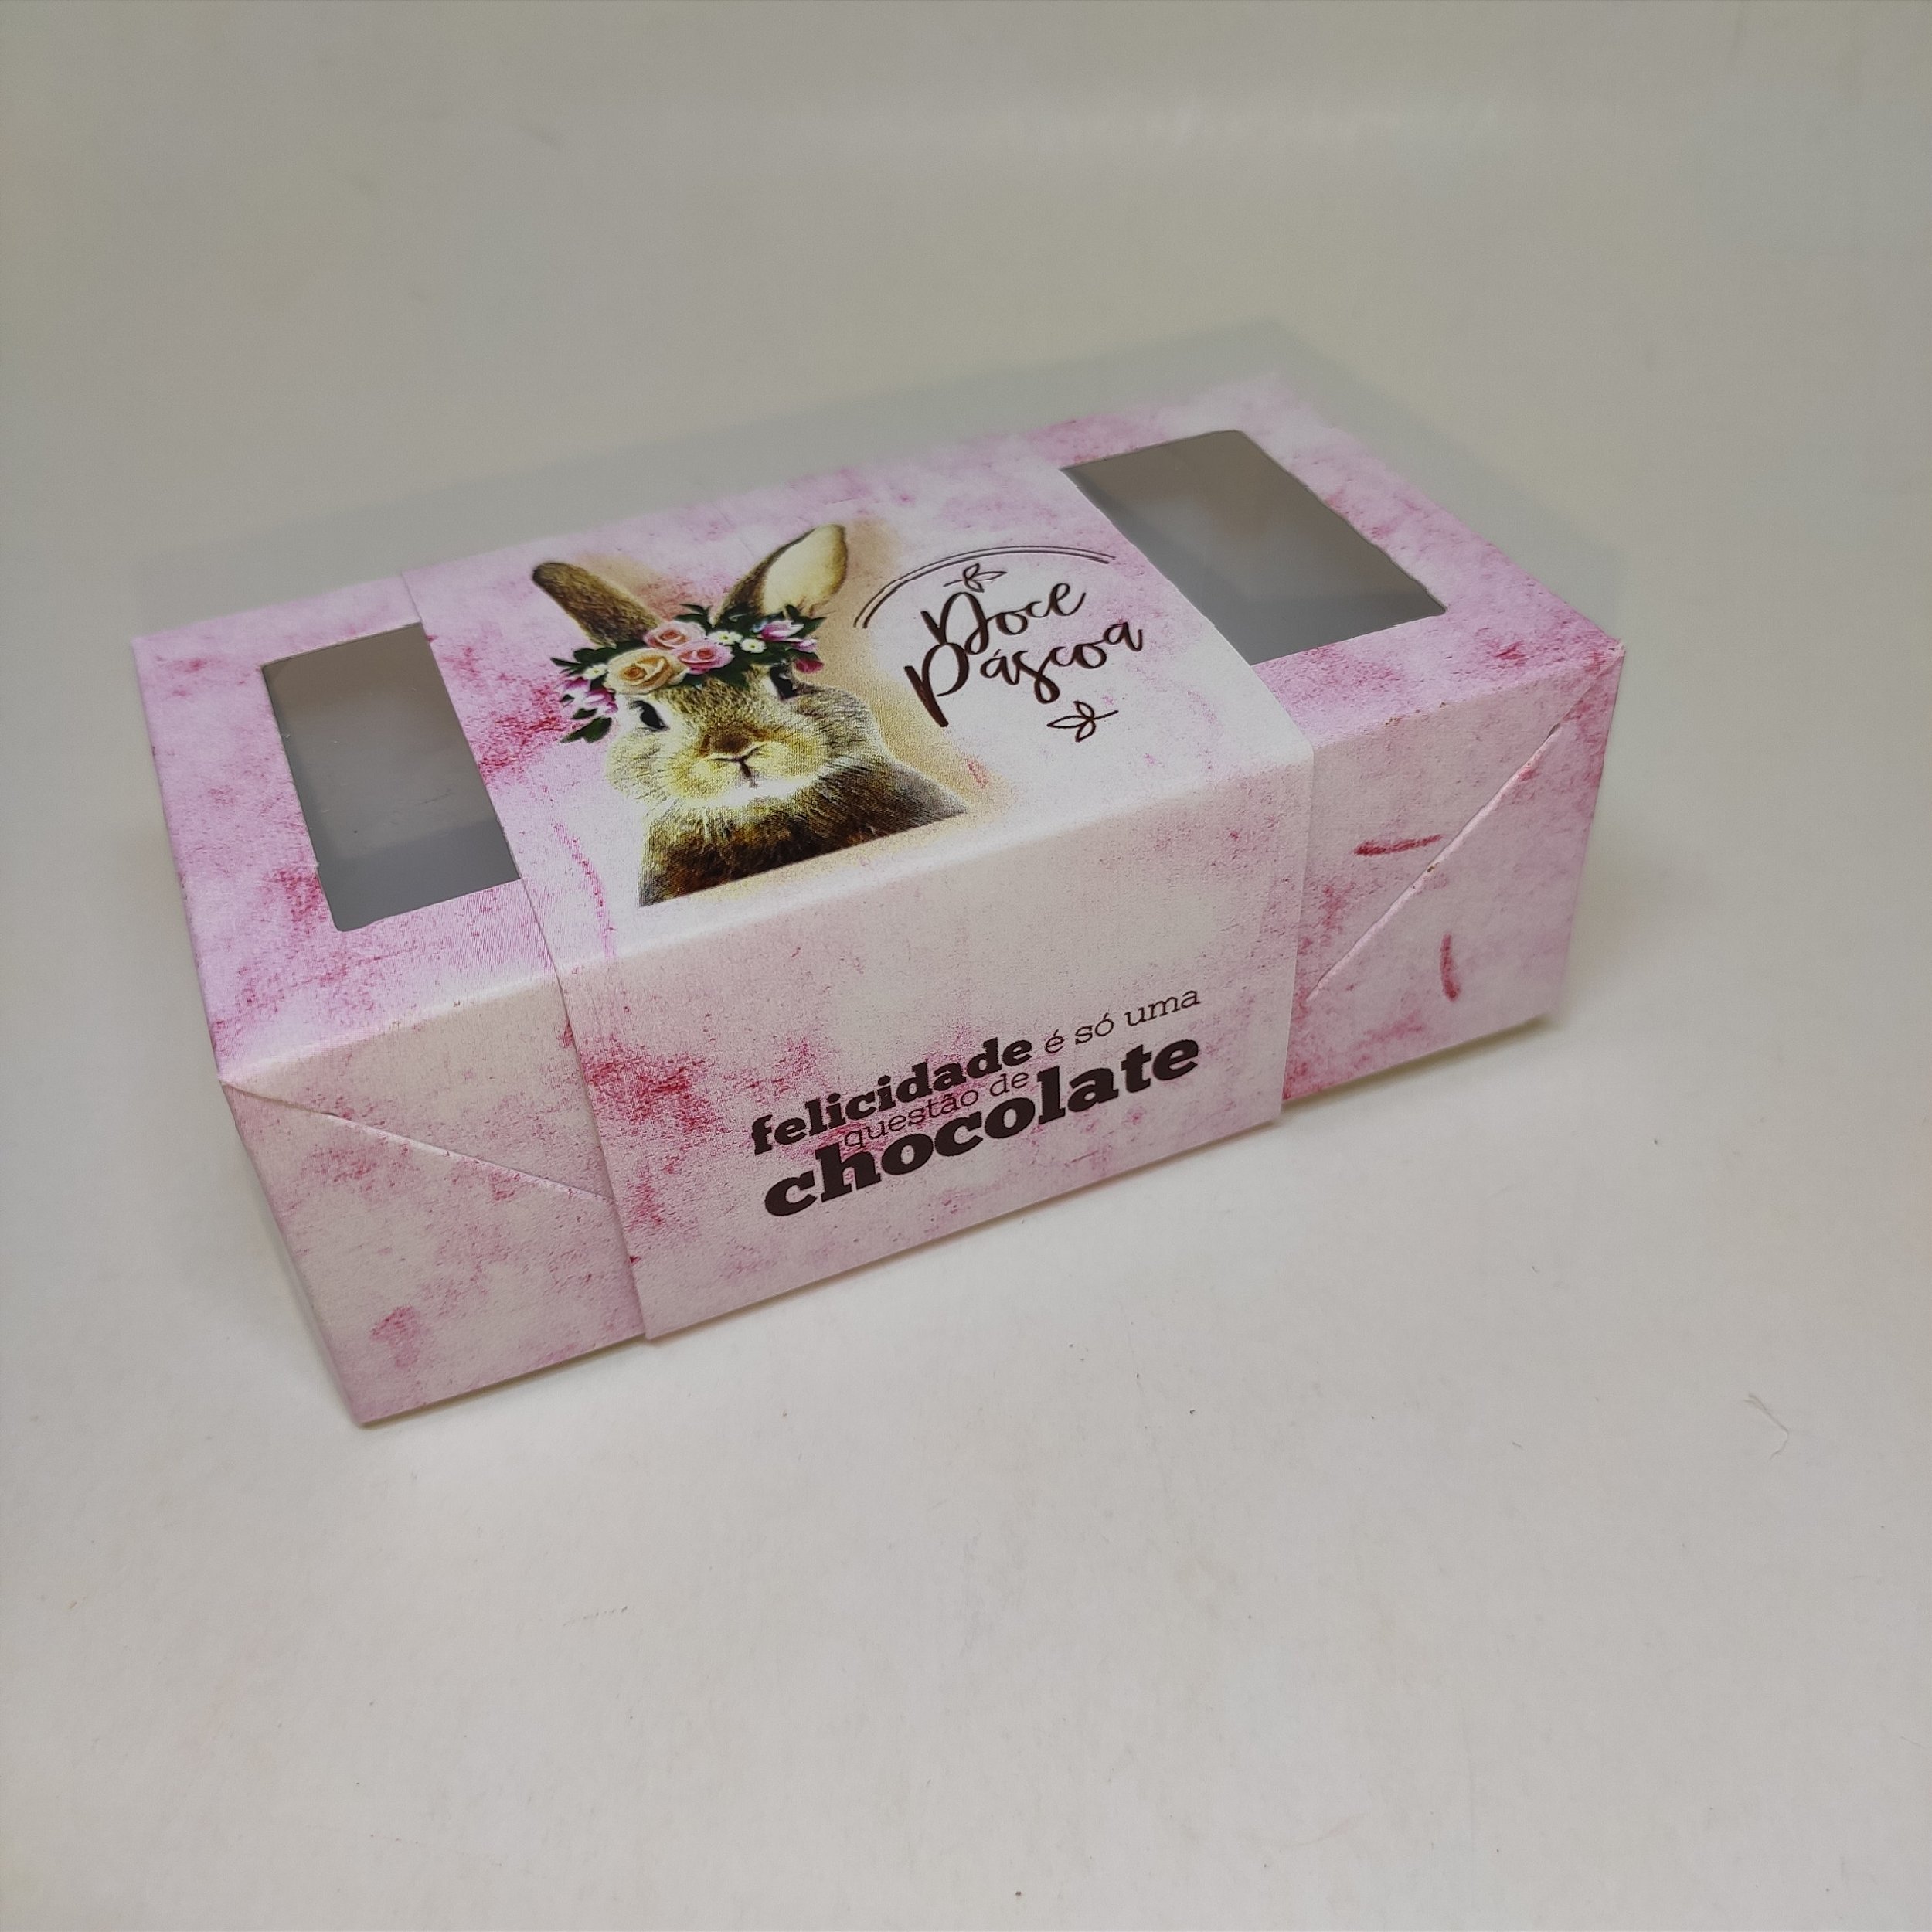 Doce
Páscoa
felicidade é só uma
questão de
chocolate